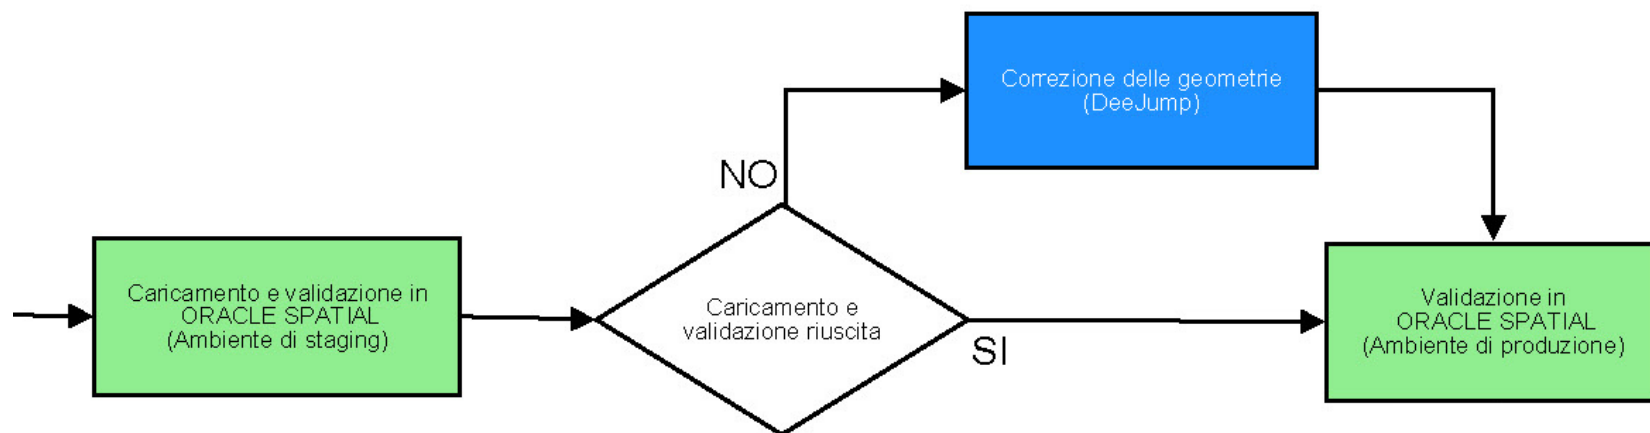 Correzione delle geometrie
(DeeJump)
NO
Caricamento e validazione in
ORACLE SPATIAL
(Ambiente di staging)
Caricamento e
validazione riuscita
SI
Validazione in
ORACLE SPATIAL
(Ambiente di produzione)